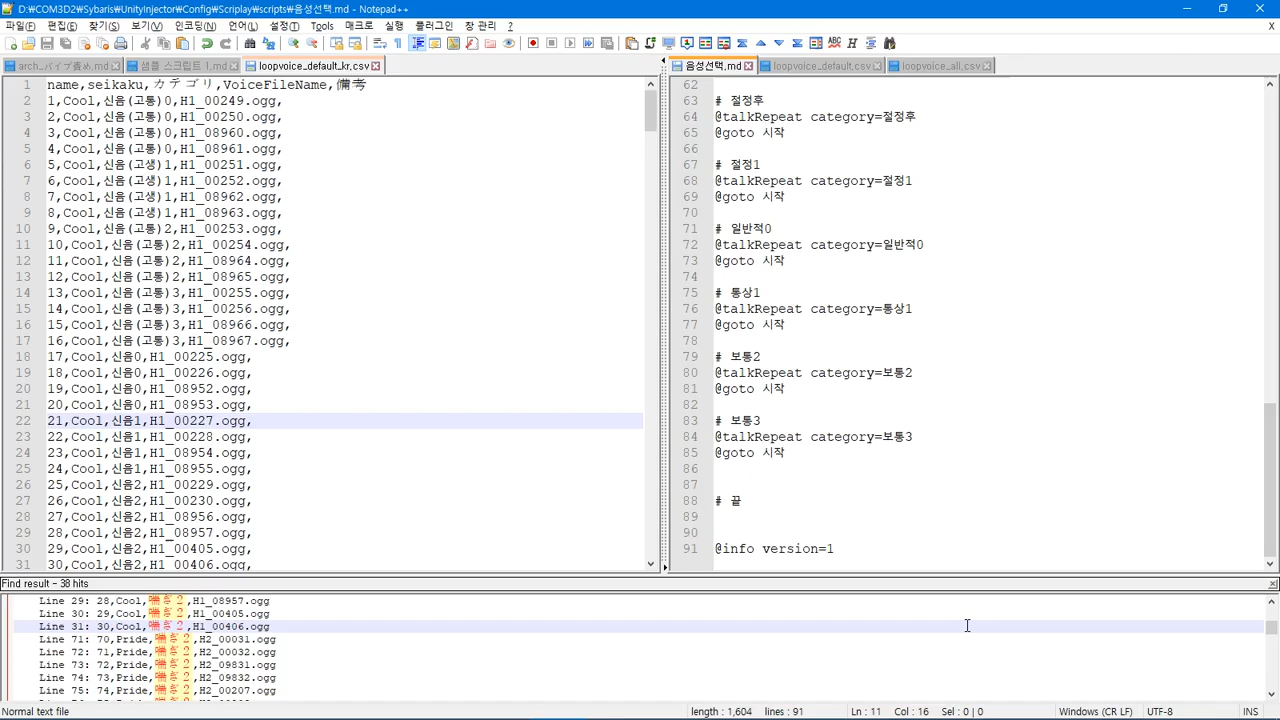 D:\COM3D2\Sybaris\UnityInjector\Config\Scriplay\scripts\음성선택.md - Notepad++
파일(F) 편집(E) 찾기(S) 보기(V) 인코딩(N) 언어(L) 설정(T) Tools 매크로 실행 플러그인 창 관리 ? X
arch_バイブ責め.md 샘플 스크립트 1.md loopvoice_default_kr.csv
음성선택.md loopvoice_default.csv loopvoice_all.csv
1 name,seikaku,カテゴリ,VoiceFileName,備考
2 1,Cool,신음(고통)0,H1_00249.ogg,
3 2,Cool,신음(고통)0,H1_00250.ogg,
4 3,Cool,신음(고통)0,H1_08960.ogg,
5 4,Cool,신음(고통)0,H1_08961.ogg,
6 5,Cool,신음(고생)1,H1_00251.ogg,
7 6,Cool,신음(고생)1,H1_00252.ogg,
8 7,Cool,신음(고생)1,H1_08962.ogg,
9 8,Cool,신음(고생)1,H1_08963.ogg,
10 9,Cool,신음(고통)2,H1_00253.ogg,
11 10,Cool,신음(고통)2,H1_00254.ogg,
12 11,Cool,신음(고통)2,H1_08964.ogg,
13 12,Cool,신음(고통)2,H1_08965.ogg,
14 13,Cool,신음(고통)3,H1_00255.ogg,
15 14,Cool,신음(고통)3,H1_00256.ogg,
16 15,Cool,신음(고통)3,H1_08966.ogg,
17 16,Cool,신음(고통)3,H1_08967.ogg,
18 17,Cool,신음0,H1_00225.ogg,
19 18,Cool,신음0,H1_00226.ogg,
20 19,Cool,신음0,H1_08952.ogg,
21 20,Cool,신음0,H1_08953.ogg,
22 21,Cool,신음1,H1_00227.ogg,
23 22,Cool,신음1,H1_00228.ogg,
24 23,Cool,신음1,H1_08954.ogg,
25 24,Cool,신음1,H1_08955.ogg,
26 25,Cool,신음2,H1_00229.ogg,
27 26,Cool,신음2,H1_00230.ogg,
28 27,Cool,신음2,H1_08956.ogg,
29 28,Cool,신음2,H1_08957.ogg,
30 29,Cool,신음2,H1_00405.ogg,
31 30,Cool,신음2,H1_00406.ogg,
62
63 # 절정후
64 @talkRepeat category=절정후
65 @goto 시작
66
67 # 절정1
68 @talkRepeat category=절정1
69 @goto 시작
70
71 # 일반적0
72 @talkRepeat category=일반적0
73 @goto 시작
74
75 # 통상1
76 @talkRepeat category=통상1
77 @goto 시작
78
79 # 보통2
80 @talkRepeat category=보통2
81 @goto 시작
82
83 # 보통3
84 @talkRepeat category=보통3
85 @goto 시작
86
87
88 # 끝
89
90
91 @info version=1
Find result - 38 hits
Line 29: 28,Cool,喘ぎ2,H1_08957.ogg
Line 30: 29,Cool,喘ぎ2,H1_00405.ogg
Line 31: 30,Cool,喘ぎ2,H1_00406.ogg
Line 71: 70,Pride,喘ぎ2,H2_00031.ogg
Line 72: 71,Pride,喘ぎ2,H2_00032.ogg
Line 73: 72,Pride,喘ぎ2,H2_09831.ogg
Line 74: 73,Pride,喘ぎ2,H2_09832.ogg
Line 75: 74,Pride,喘ぎ2,H2_00207.ogg
Normal text file length : 1,604 lines : 91 Ln : 11 Col : 16 Sel : 0 | 0 Windows (CR LF) UTF-8 INS